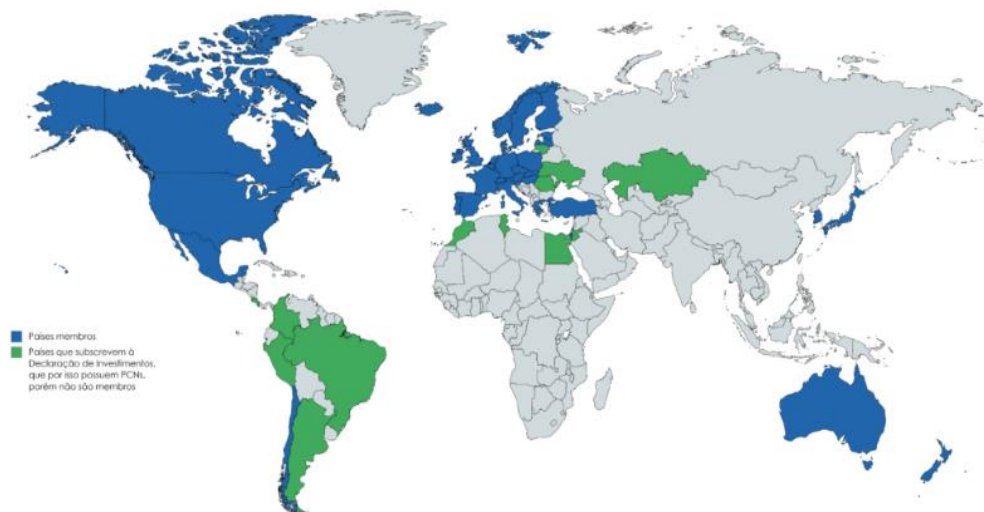 Países membros
Países que subscrevem à
Declaração de Investimentos,
que por isso possuem PCNs,
porém não são membros